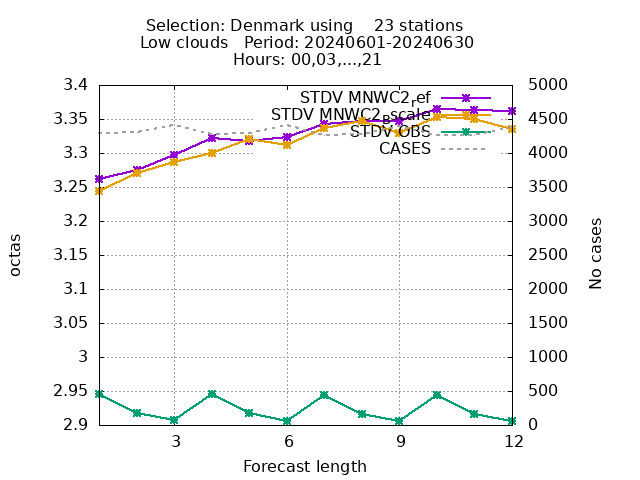 Selection: Denmark using    23 stations
Low clouds   Period: 20240601-20240630
Hours: 00,03,...,21
STDV MNWC2_ref
STDV MNWC2_Bscale
STDV OBS
CASES
3.4
3.35
3.3
3.25
3.2
3.15
3.1
3.05
3
2.95
2.9
5000
4500
4000
3500
3000
2500
2000
1500
1000
500
0
octas
No cases
3
6
9
12
Forecast length